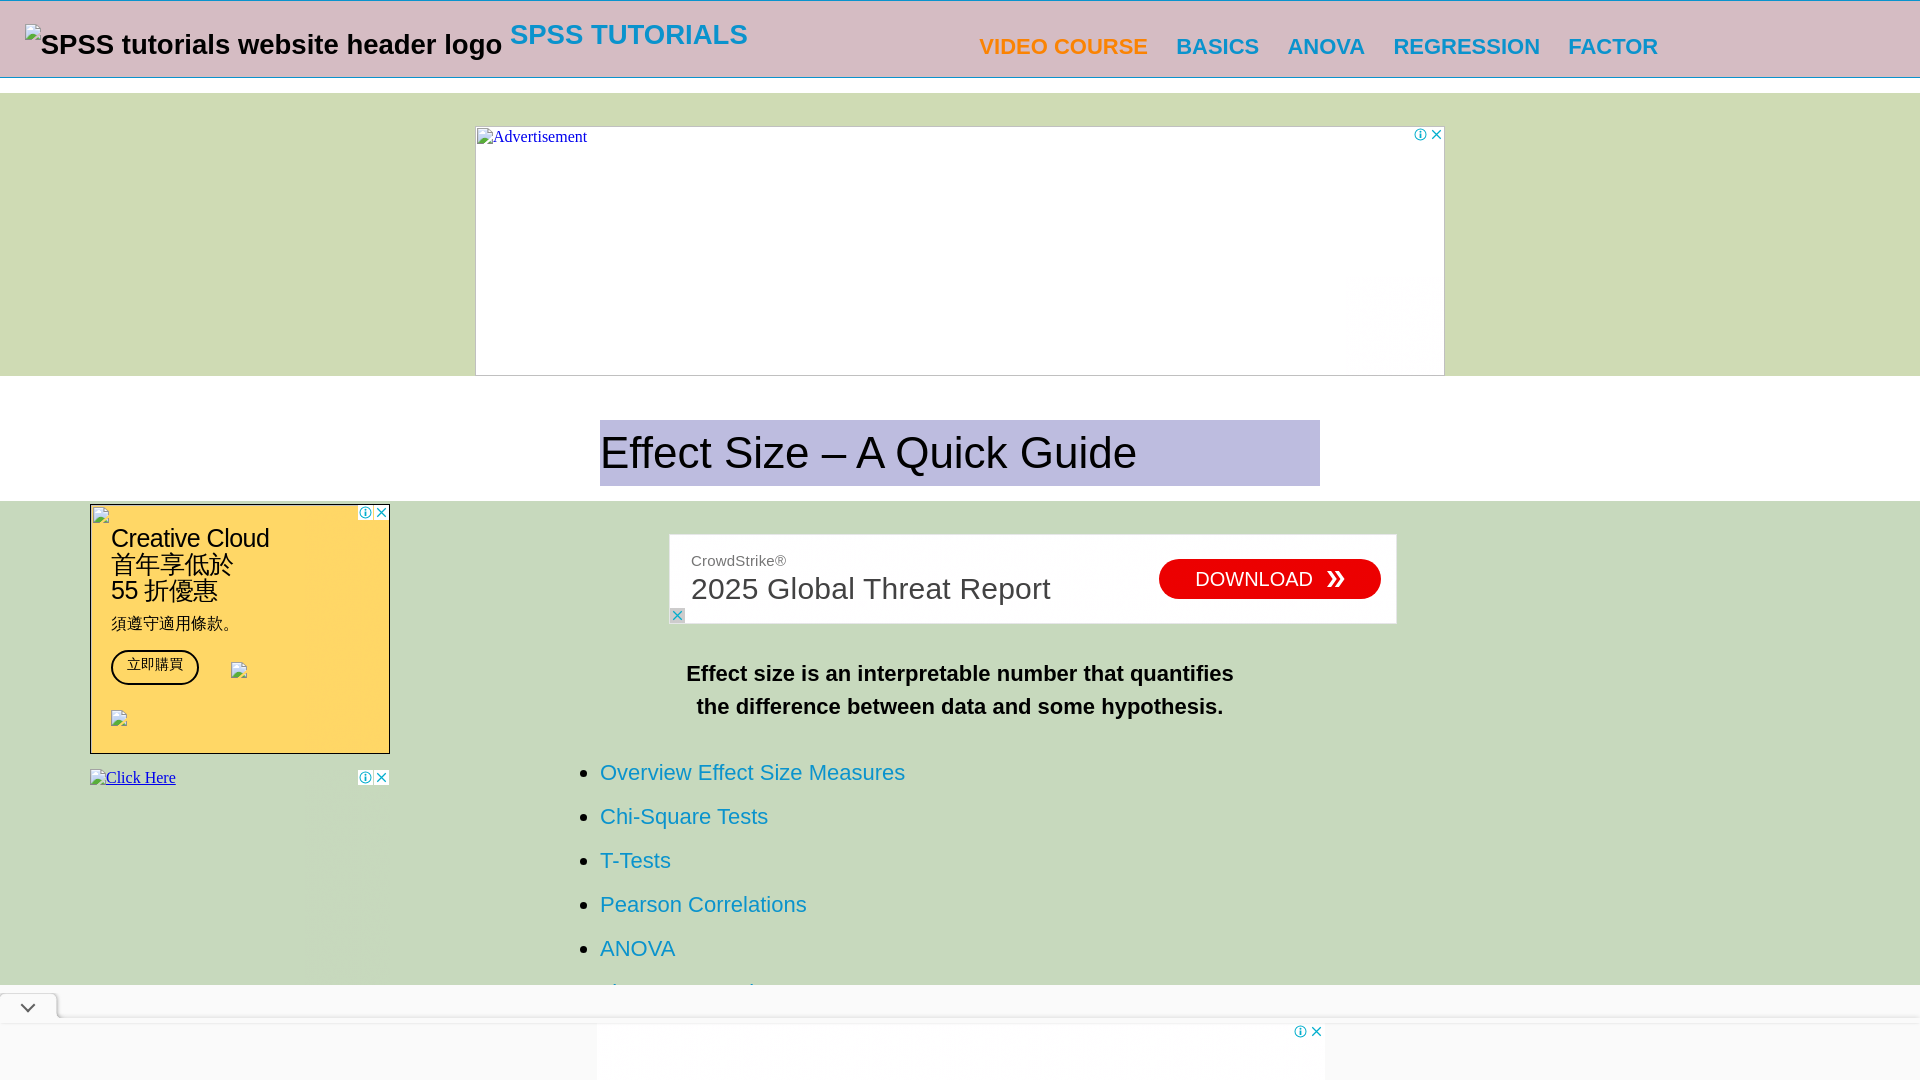 SPSS tutorials website header logo SPSS TUTORIALS
VIDEO COURSE BASICS ANOVA REGRESSION FACTOR
Advertisement
Effect Size – A Quick Guide
Creative Cloud
首年享低於
55 折優惠
須遵守適用條款。
立即購買
Click Here
CrowdStrike®
2025 Global Threat Report
DOWNLOAD
Effect size is an interpretable number that quantifies
the difference between data and some hypothesis.
Overview Effect Size Measures
Chi-Square Tests
T-Tests
Pearson Correlations
ANOVA